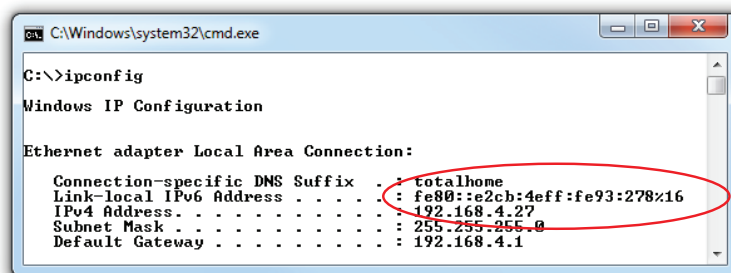 C:\Windows\system32\cmd.exe
C:\>ipconfig
Windows IP Configuration
Ethernet adapter Local Area Connection:
Connection-specific DNS Suffix . : totalhome
Link-local IPv6 Address . . . . . : fe80::e2cb:4eff:fe93:278%16
IPv4 Address. . . . . . . . . . . : 192.168.4.27
Subnet Mask . . . . . . . . . . . : 255.255.255.0
Default Gateway . . . . . . . . . : 192.168.4.1